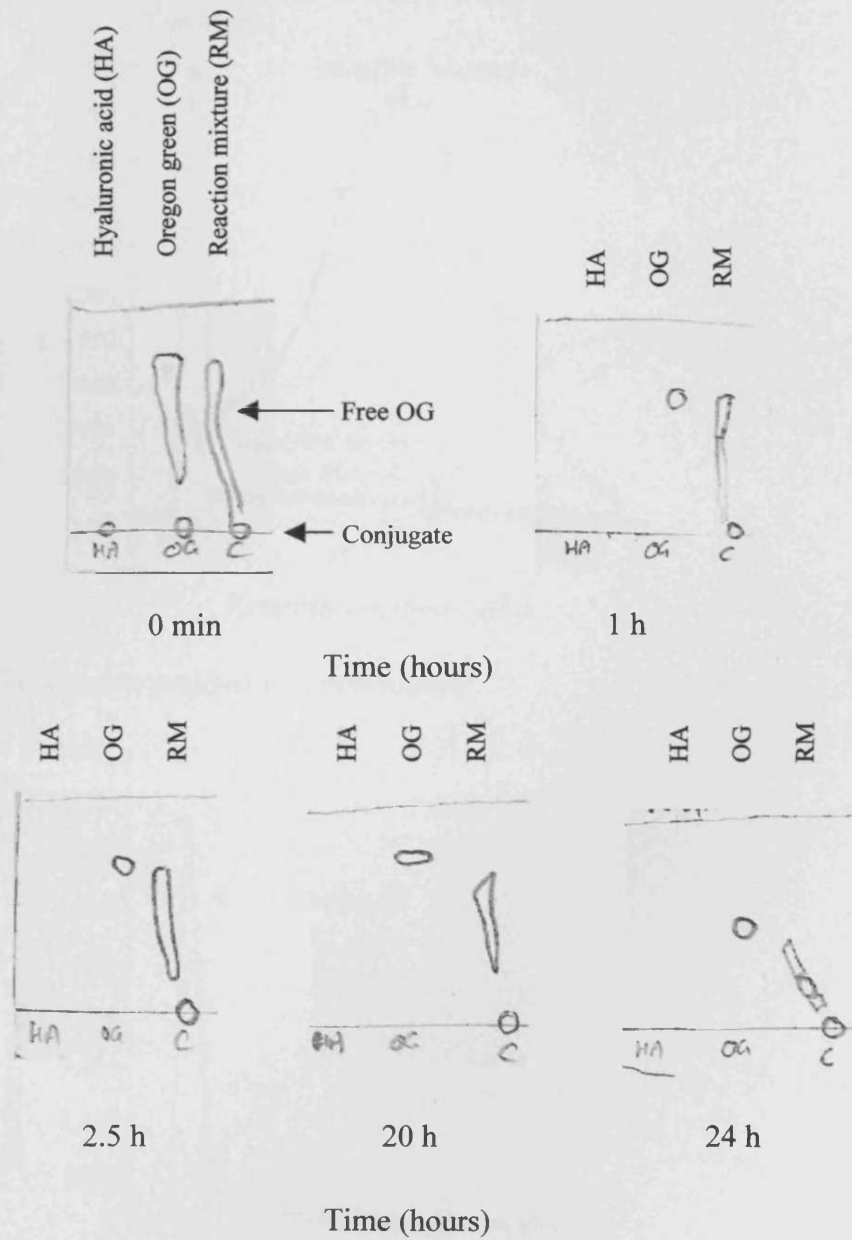 Hyaluronic acid (HA)
Oregon green (OG)
Reaction mixture (RM)
HA
OG
RM
Free OG
Conjugate
HA
OG
C
HA
OG
C
0 min
1 h
Time (hours)
HA
OG
RM
HA
OG
RM
HA
OG
RM
HA
OG
C
HA
OG
C
HA
OG
C
2.5 h
20 h
24 h
Time (hours)